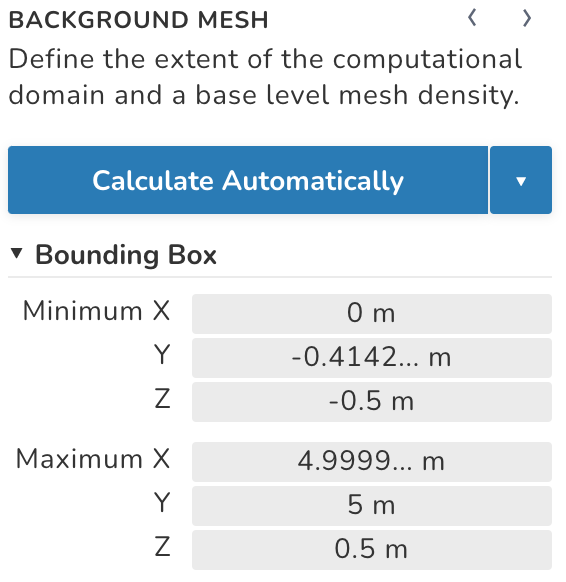 BACKGROUND MESH
Define the extent of the computational
domain and a base level mesh density.
Calculate Automatically
Bounding Box
Minimum X 0 m
Y -0.4142... m
Z -0.5 m
Maximum X 4.9999... m
Y 5 m
Z 0.5 m